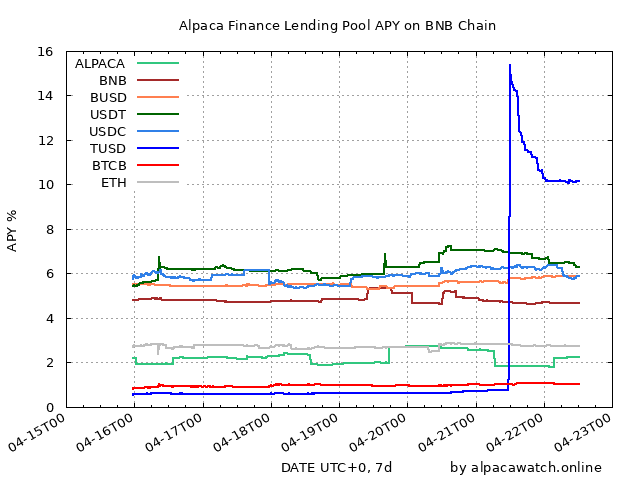 Alpaca Finance Lending Pool APY on BNB Chain
16
14
12
10
8
6
4
2
0
APY %
ALPACA
BNB
BUSD
USDT
USDC
TUSD
BTCB
ETH
04-15T00
04-16T00
04-17T00
04-18T00
04-19T00
04-20T00
04-21T00
04-22T00
04-23T00
DATE UTC+0, 7d
by alpacawatch.online